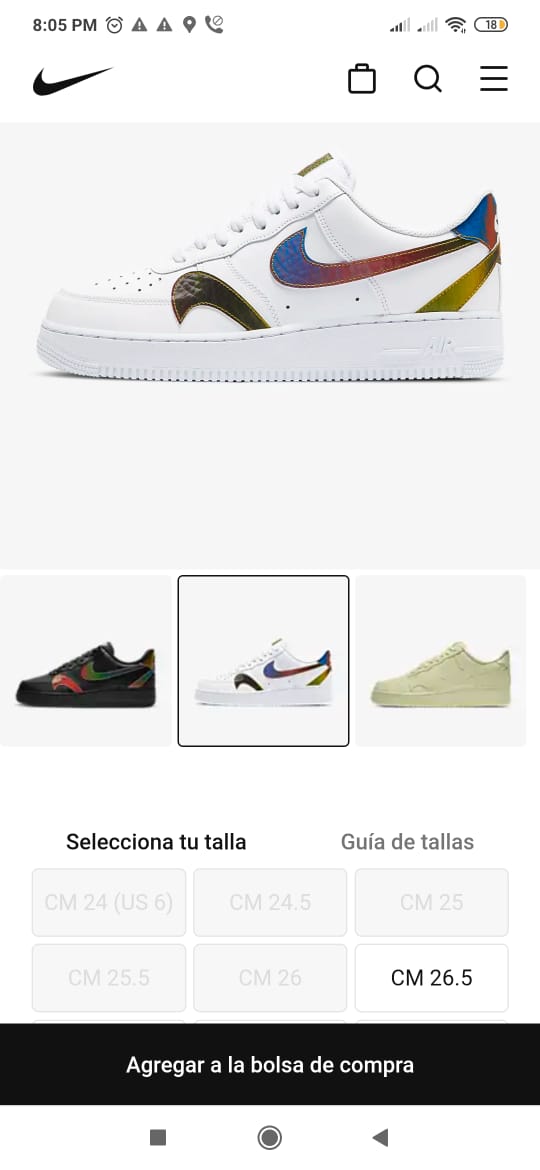 8:05 PM
18
AIR
Selecciona tu talla
Guía de tallas
CM 24 (US 6)
CM 24.5
CM 25
CM 25.5
CM 26
CM 26.5
Agregar a la bolsa de compra